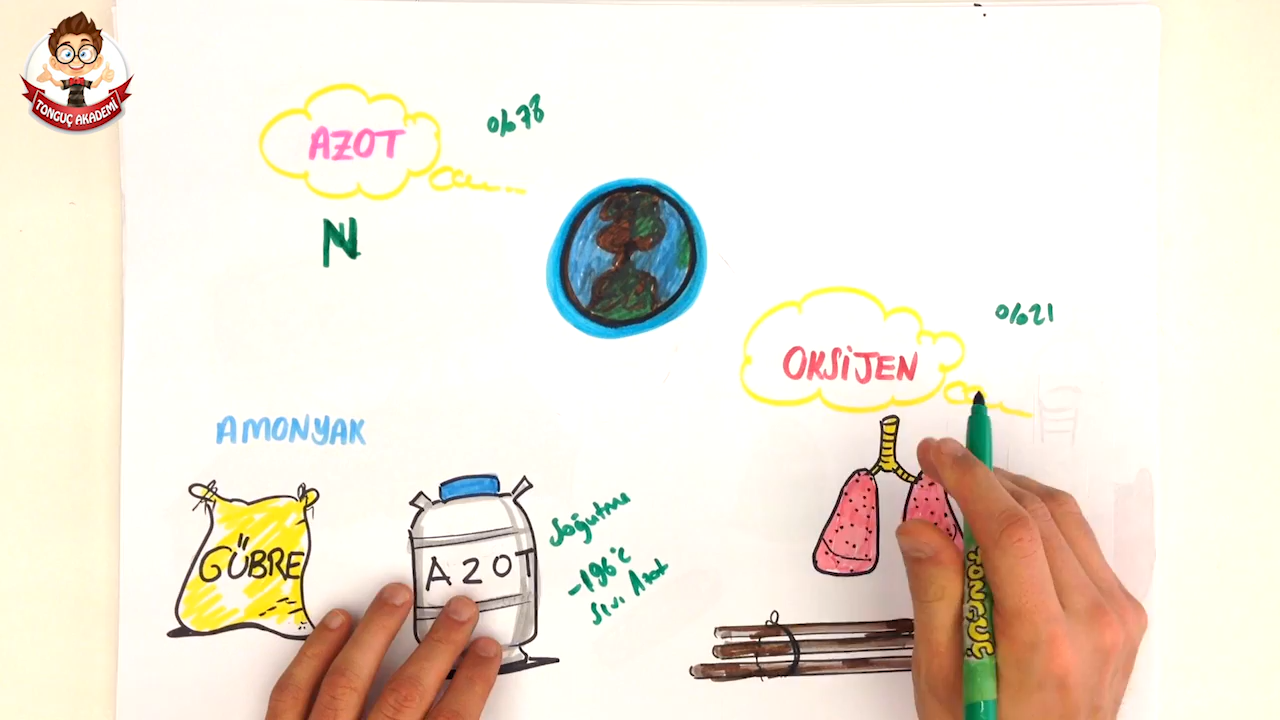 TONGUÇ AKADEMİ
AZOT
%78
N
OKSİJEN
%21
AMONYAK
GÜBRE
AZOT
Soğutma
-196°C
Sıvı Azot
TONGUÇ